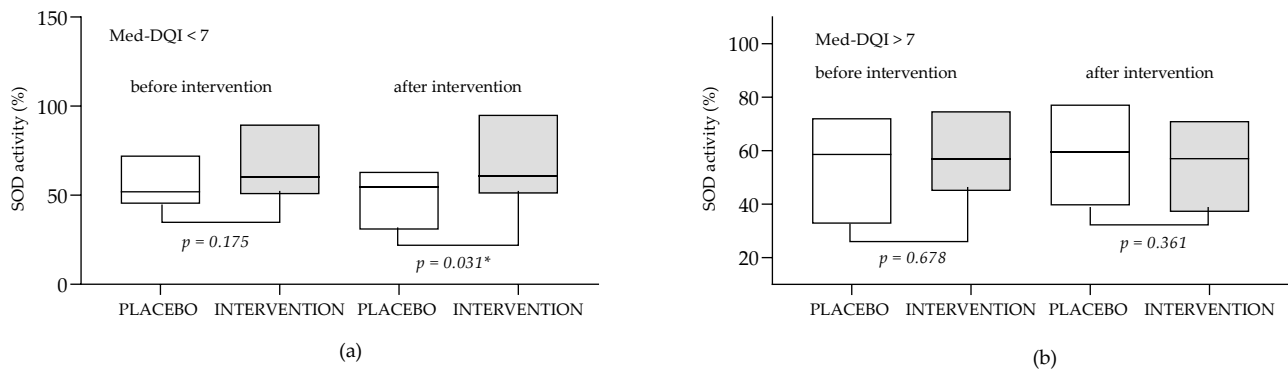 Med-DQI < 7
before intervention
after intervention
SOD activity (%)
150
100
50
0
p = 0.175
p = 0.031*
PLACEBO INTERVENTION PLACEBO INTERVENTION
(a)
Med-DQI > 7
before intervention
after intervention
SOD activity (%)
100
80
60
40
20
p = 0.678
p = 0.361
PLACEBO INTERVENTION PLACEBO INTERVENTION
(b)